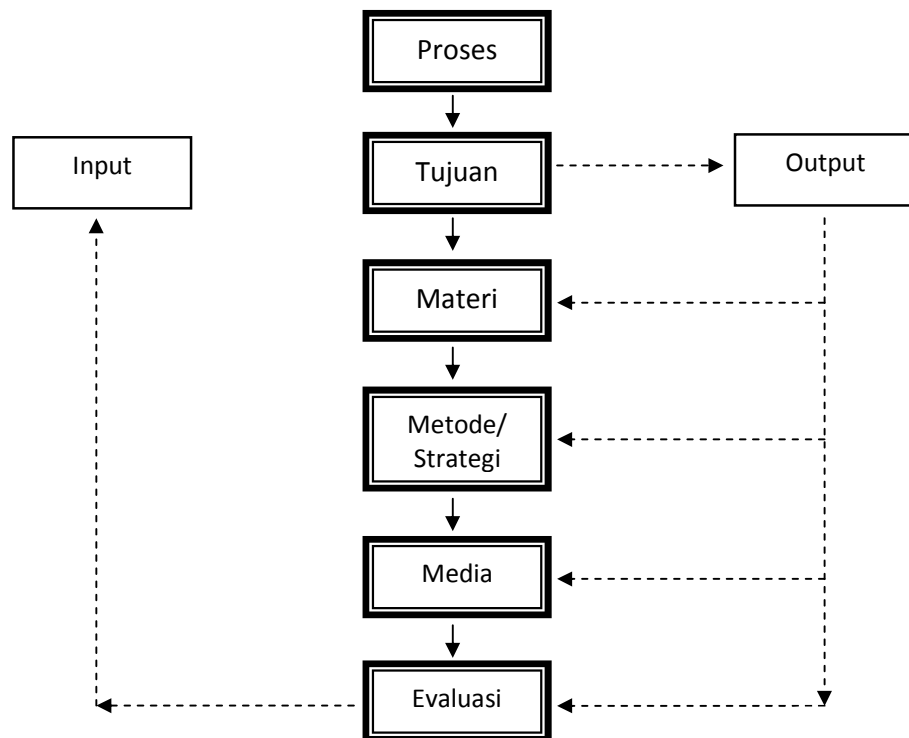 Proses
Input
Tujuan
Output
Materi
Metode/
Strategi
Media
Evaluasi